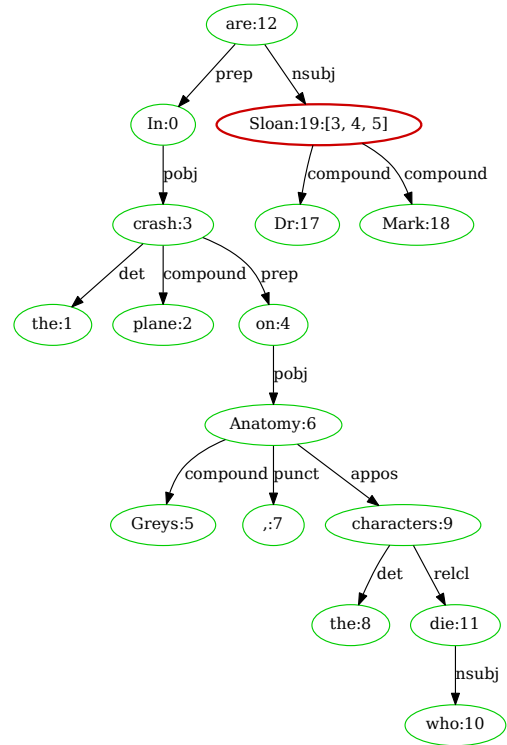 are:12
prep nsubj
In:0 Sloan:19:[3, 4, 5]
pobj compound compound
crash:3 Dr:17 Mark:18
det compound prep
the:1 plane:2 on:4
pobj
Anatomy:6
compound punct appos
Greys:5 ,:7 characters:9
det relcl
the:8 die:11
nsubj
who:10